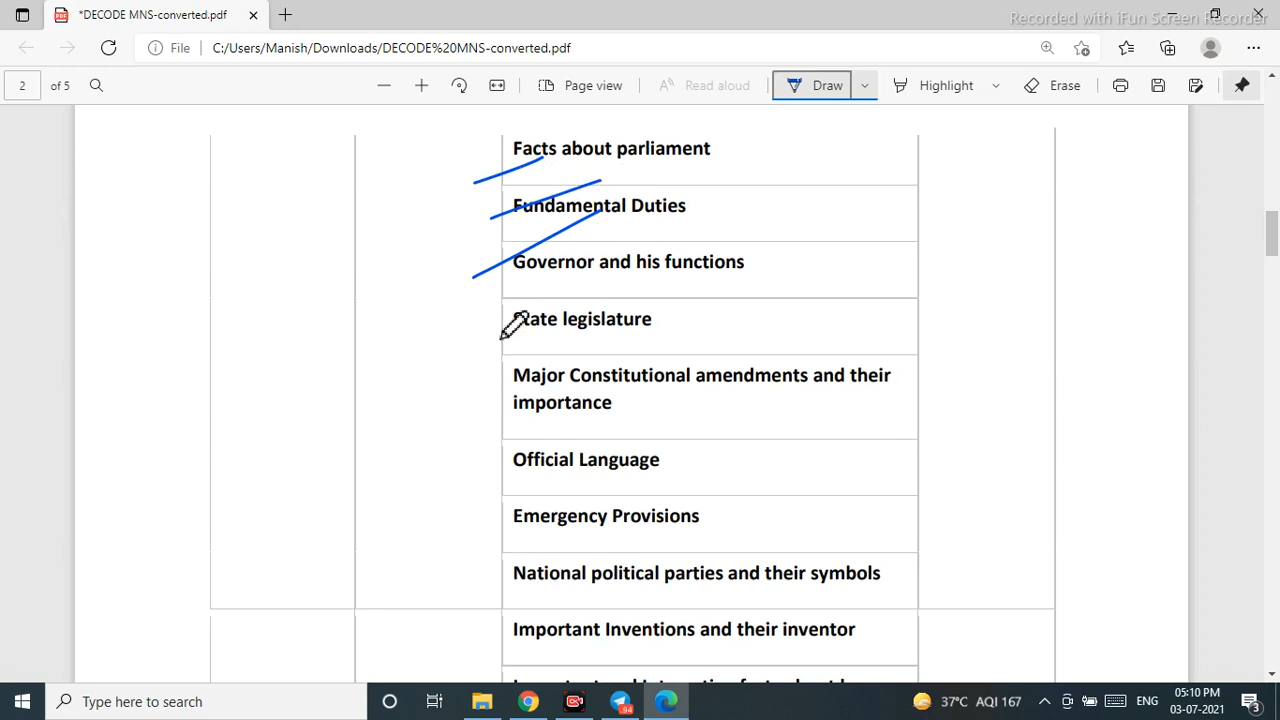 *DECODE MNS-converted.pdf
Recorded with iFun Screen Recorder
File C:/Users/Manish/Downloads/DECODE%20MNS-converted.pdf
2 of 5 Page view Read aloud Draw Highlight Erase
Facts about parliament
Fundamental Duties
Governor and his functions
State legislature
Major Constitutional amendments and their
importance
Official Language
Emergency Provisions
National political parties and their symbols
Important Inventions and their inventor
Type here to search
94
37°C AQI 167
ENG
05:10 PM
03-07-2021
3